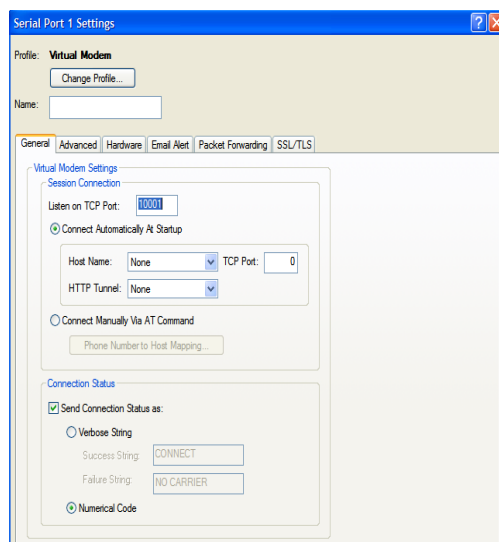 Serial Port 1 Settings
Profile: Virtual Modem
Change Profile...
Name:
General Advanced Hardware Email Alert Packet Forwarding SSL/TLS
Virtual Modem Settings
Session Connection
Listen on TCP Port: 10001
Connect Automatically At Startup
Host Name: None TCP Port: 0
HTTP Tunnel: None
Connect Manually Via AT Command
Phone Number to Host Mapping...
Connection Status
Send Connection Status as:
Verbose String
Success String: CONNECT
Failure String: NO CARRIER
Numerical Code